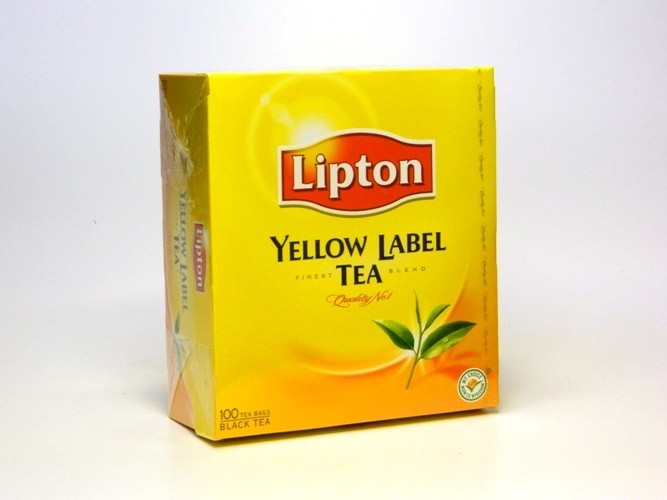 Lipton
YELLOW LABEL
FINEST TEA BLEND
Quality No.1
100 TEA BAGS
BLACK TEA
Lipton
YELLOW LABEL
TEA